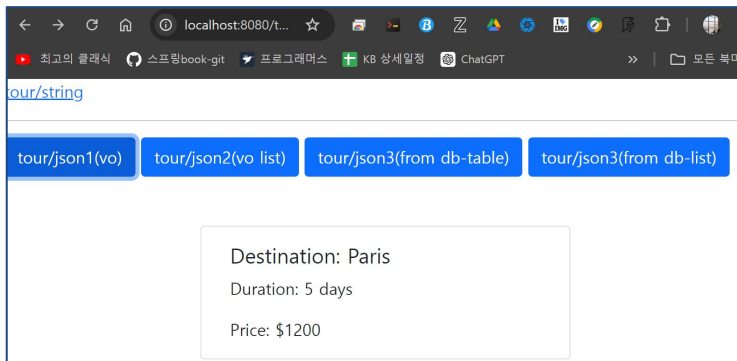 localhost:8080/t...
최고의 클래식 스프링book-git 프로그래머스 KB 상세일정 ChatGPT » 모든 북마
tour/string
tour/json1(vo) tour/json2(vo list) tour/json3(from db-table) tour/json3(from db-list)
Destination: Paris
Duration: 5 days
Price: $1200